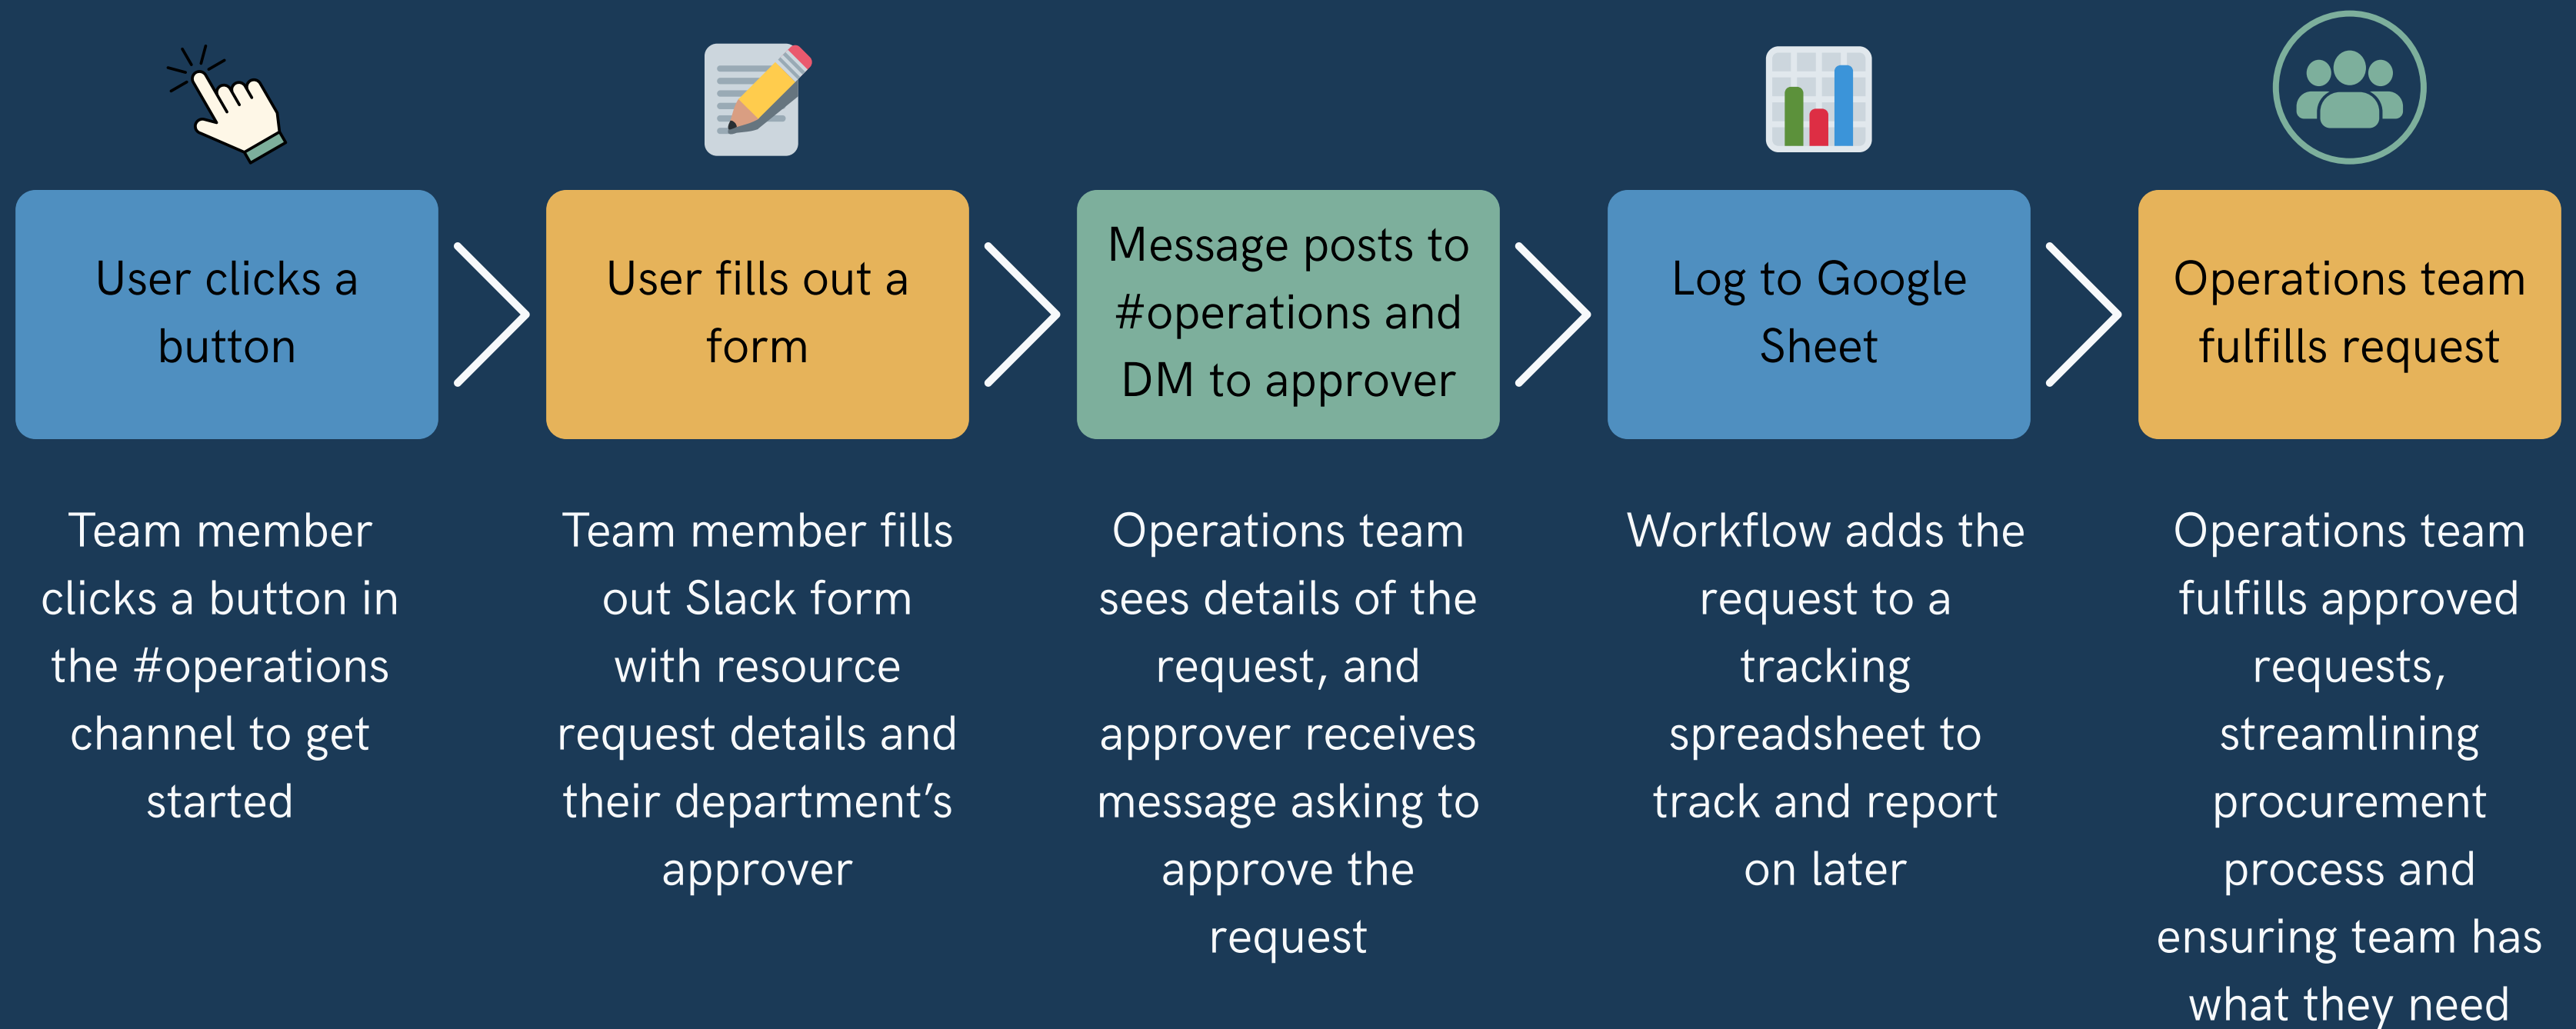 User clicks a
button
User fills out a
form
Message posts to
#operations and
DM to approver
Log to Google
Sheet
Operations team
fulfills request
Team member
clicks a button in
the #operations
channel to get
started
Team member fills
out Slack form
with resource
request details and
their department’s
approver
Operations team
sees details of the
request, and
approver receives
message asking to
approve the
request
Workflow adds the
request to a
tracking
spreadsheet to
track and report
on later
Operations team
fulfills approved
requests,
streamlining
procurement
process and
ensuring team has
what they need